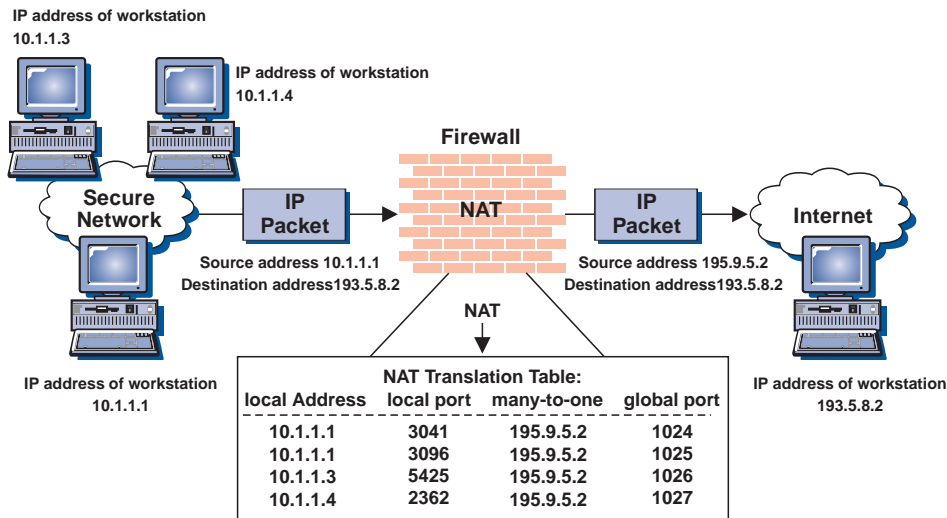 IP address of workstation
10.1.1.3
IP address of workstation
10.1.1.4
Firewall
Secure
Network
IP
Packet
NAT
IP
Packet
Internet
Source address 10.1.1.1
Destination address193.5.8.2
Source address 195.9.5.2
Destination address193.5.8.2
NAT
IP address of workstation
10.1.1.1
IP address of workstation
193.5.8.2
NAT Translation Table:
local Address local port many-to-one global port
10.1.1.1 3041 195.9.5.2 1024
10.1.1.1 3096 195.9.5.2 1025
10.1.1.3 5425 195.9.5.2 1026
10.1.1.4 2362 195.9.5.2 1027